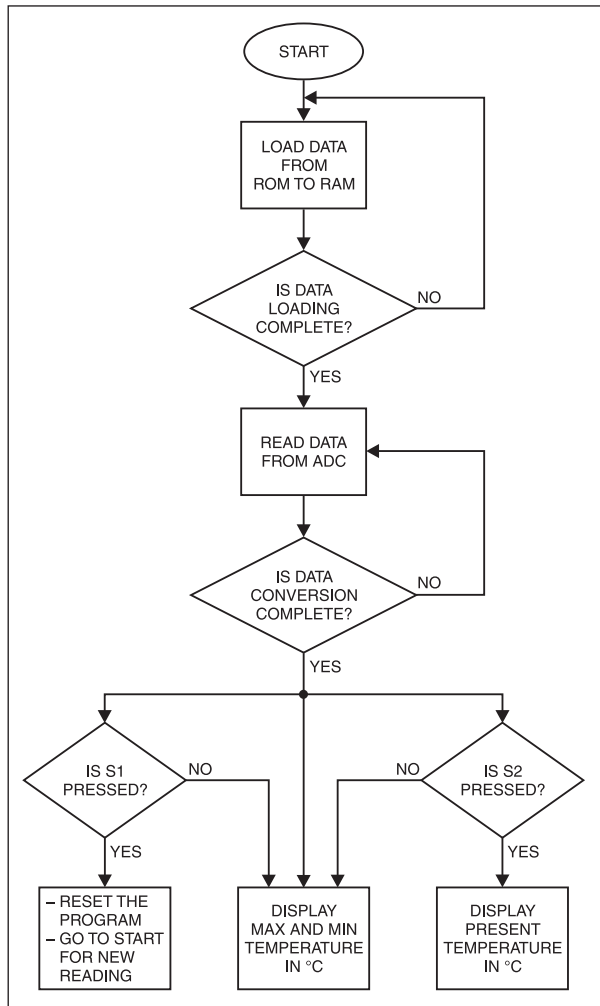 START
LOAD DATA
FROM
ROM TO RAM
IS DATA
LOADING
COMPLETE?
NO
YES
READ DATA
FROM ADC
IS DATA
CONVERSION
COMPLETE?
NO
YES
IS S1
PRESSED?
NO
YES
NO
IS S2
PRESSED?
YES
– RESET THE
PROGRAM
– GO TO START
FOR NEW
READING
DISPLAY
MAX AND MIN
TEMPERATURE
IN °C
DISPLAY
PRESENT
TEMPERATURE
IN °C